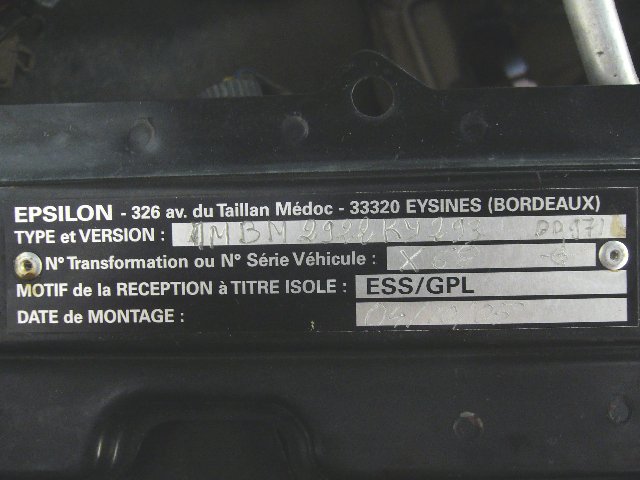 EPSILON - 326 av. du Taillan Médoc - 33320 EYSINES (BORDEAUX)
TYPE et VERSION :
N° Transformation ou N° Série Véhicule :
MOTIF de la RECEPTION à TITRE ISOLE : ESS/GPL
DATE de MONTAGE :